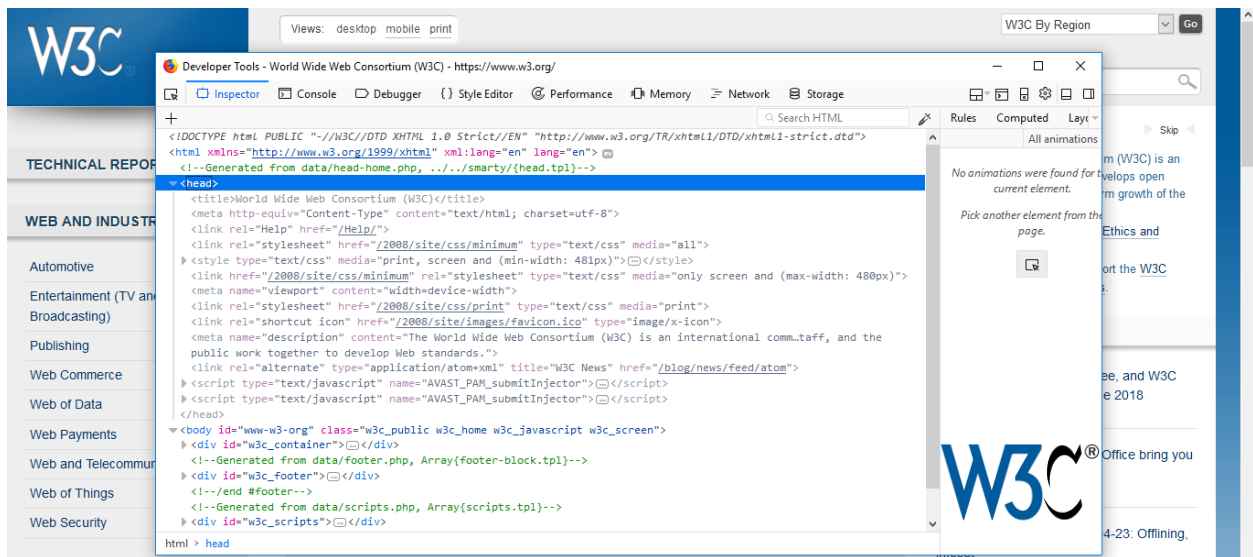 W3C®
Views: desktop mobile print
W3C By Region
Go
Skip
TECHNICAL REPOR
WEB AND INDUSTR
Automotive
Entertainment (TV an
Broadcasting)
Publishing
Web Commerce
Web of Data
Web Payments
Web and Telecommur
Web of Things
Web Security
Developer Tools - World Wide Web Consortium (W3C) - https://www.w3.org/
Inspector Console Debugger {} Style Editor Performance Memory Network Storage
+ Search HTML
<!DOCTYPE html PUBLIC "-//W3C//DTD XHTML 1.0 Strict//EN" "http://www.w3.org/TR/xhtml1/DTD/xhtml1-strict.dtd">
<html xmlns="http://www.w3.org/1999/xhtml" xml:lang="en" lang="en"> ev
<!--Generated from data/head-home.php, ../../smarty/{head.tpl}-->
<head>
<title>World Wide Web Consortium (W3C)</title>
<meta http-equiv="Content-Type" content="text/html; charset=utf-8">
<link rel="Help" href="/Help/">
<link rel="stylesheet" href="/2008/site/css/minimum" type="text/css" media="all">
<style type="text/css" media="print, screen and (min-width: 481px)">…</style>
<link href="/2008/site/css/minimum" rel="stylesheet" type="text/css" media="only screen and (max-width: 480px)">
<meta name="viewport" content="width=device-width">
<link rel="stylesheet" href="/2008/site/css/print" type="text/css" media="print">
<link rel="shortcut icon" href="/2008/site/images/favicon.ico" type="image/x-icon">
<meta name="description" content="The World Wide Web Consortium (W3C) is an international comm…taff, and the
public work together to develop Web standards.">
<link rel="alternate" type="application/atom+xml" title="W3C News" href="/blog/news/feed/atom">
<script type="text/javascript" name="AVAST_PAM_submitInjector">…</script>
<script type="text/javascript" name="AVAST_PAM_submitInjector">…</script>
</head>
<body id="www-w3-org" class="w3c_public w3c_home w3c_javascript w3c_screen">
<div id="w3c_container">…</div>
<!--Generated from data/footer.php, Array{footer-block.tpl}-->
<div id="w3c_footer">…</div>
<!--/end #footer-->
<!--Generated from data/scripts.php, Array{scripts.tpl}-->
<div id="w3c_scripts">…</div>
html > head
Rules Computed Layo
All animations
No animations were found for t
current element.
Pick another element from the
page.
W3C®
m (W3C) is an
velops open
rm growth of the
Ethics and
ort the W3C
ee, and W3C
e 2018
Office bring you
4-23: Offlining,